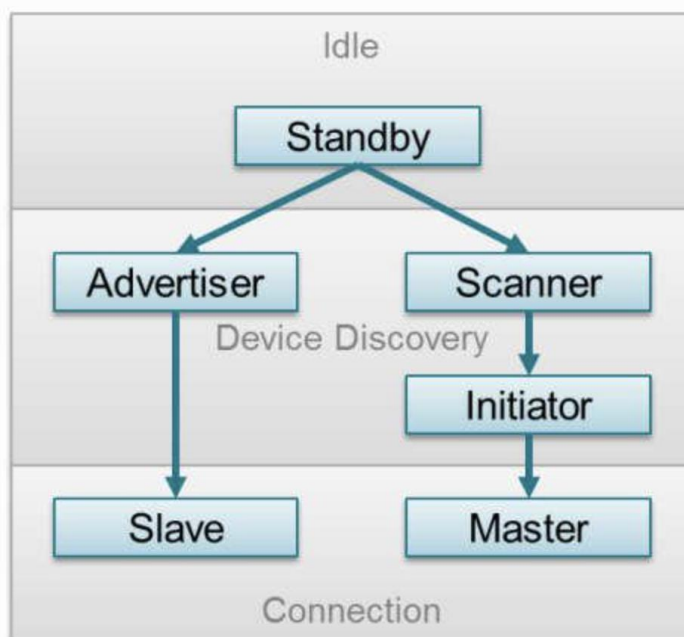 Idle
Standby
Advertiser
Scanner
Device Discovery
Initiator
Slave
Master
Connection